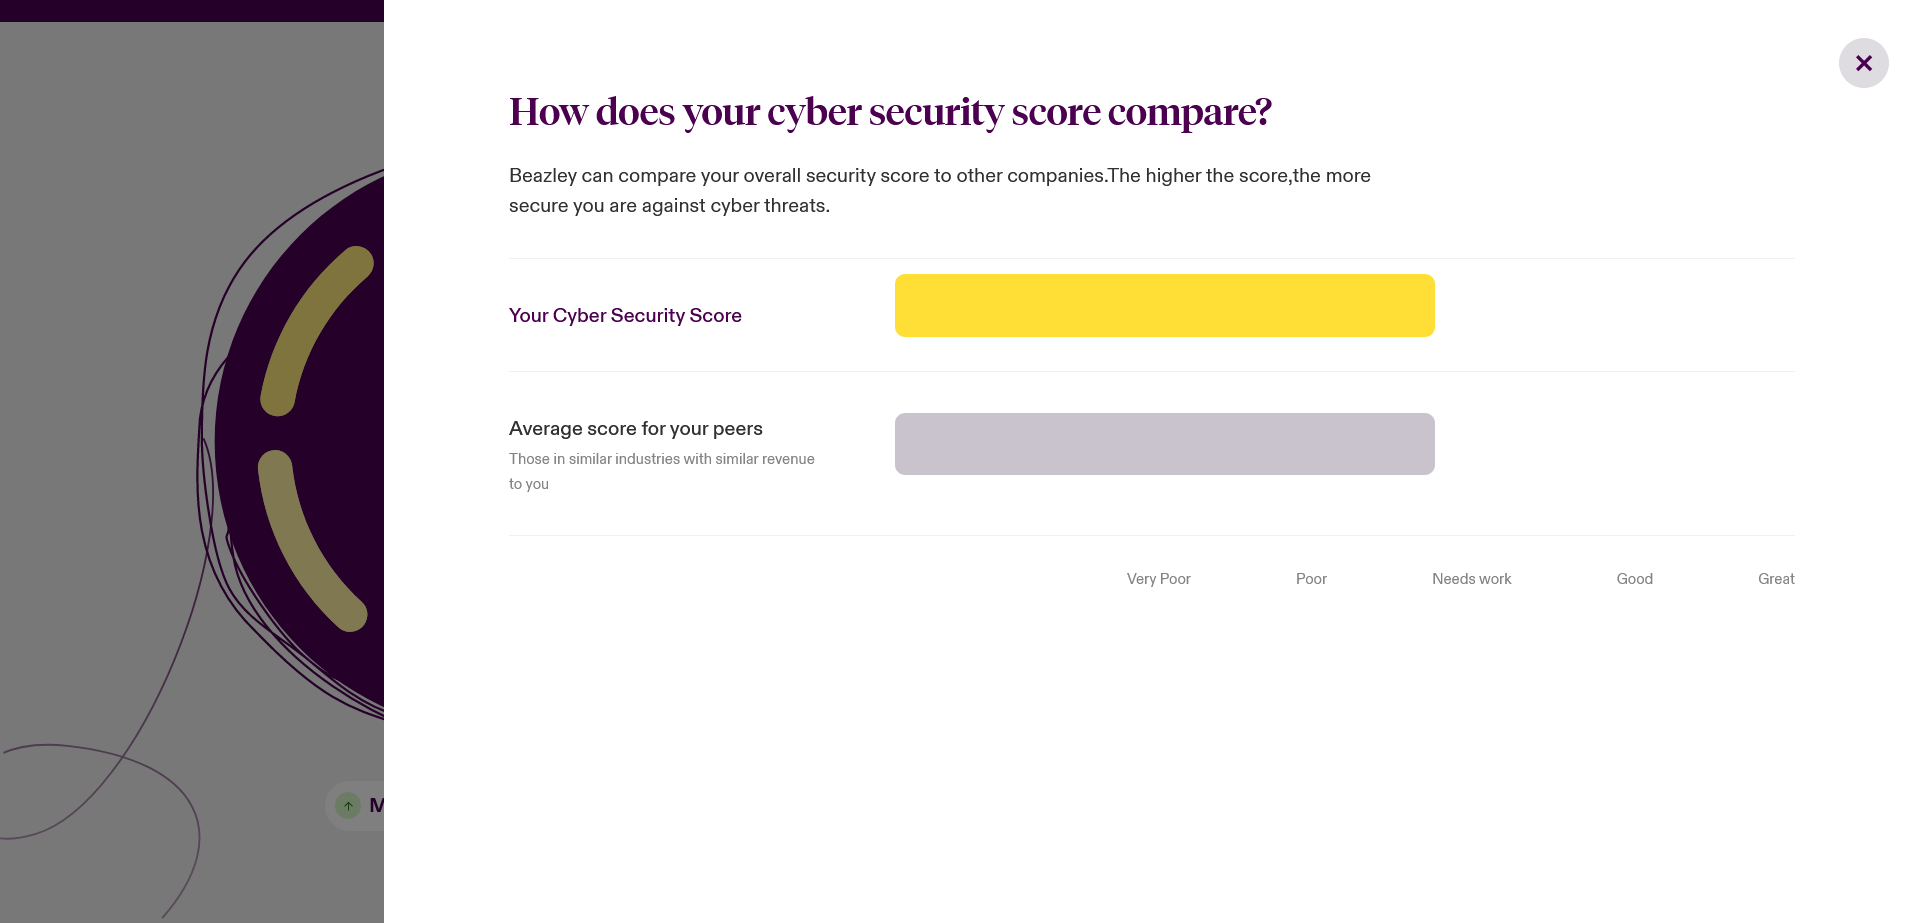 How does your cyber security score compare?
Beazley can compare your overall security score to other companies.The higher the score,the more
secure you are against cyber threats.
Your Cyber Security Score
Average score for your peers
Those in similar industries with similar revenue
to you
Very Poor Poor Needs work Good Great